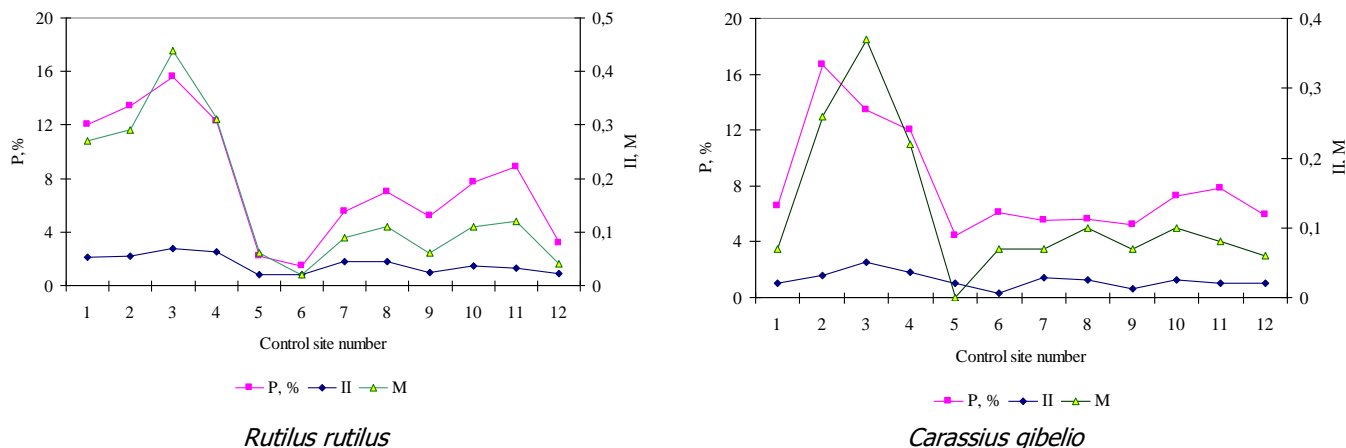 20
16
12
8
4
0
P,%
0,5
0,4
0,3
0,2
0,1
0
II, M
1 2 3 4 5 6 7 8 9 10 11 12
Control site number
P, % II M
Rutilus rutilus
20
16
12
8
4
0
P, %
0,4
0,3
0,2
0,1
0
II, M
1 2 3 4 5 6 7 8 9 10 11 12
Control site number
P, % II M
Carassius gibelio